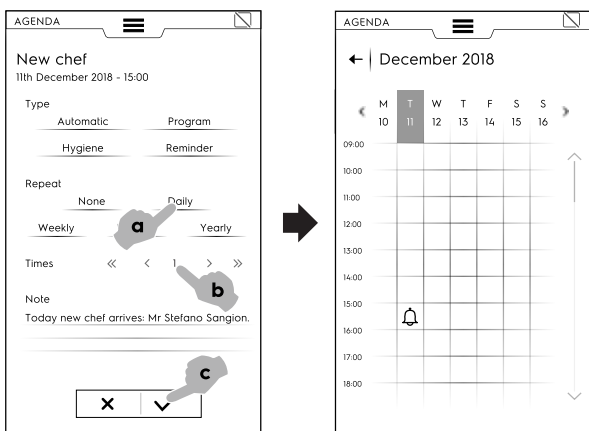 AGENDA
New chef
11th December 2018 - 15:00
Type
Automatic Program
Hygiene Reminder
Repeat
None Daily
a
Weekly Yearly
Times « < 1 > »
b
Note
Today new chef arrives: Mr Stefano Sangion.
c
AGENDA
December 2018
M T W T F S S
10 11 12 13 14 15 16
09:00
10:00
11:00
12:00
13:00
14:00
15:00
16:00
17:00
18:00